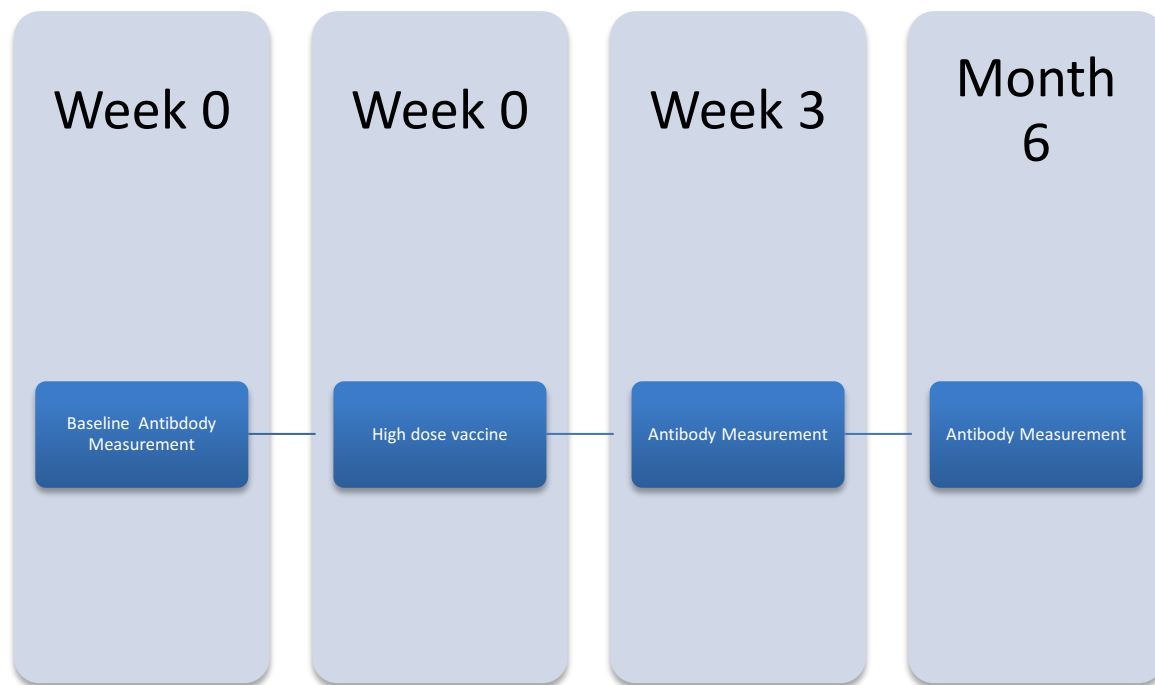 Week 0
Week 0
Week 3
Month
6
Baseline  Antibdody
Measurement
High dose vaccine
Antibody Measurement
Antibody Measurement